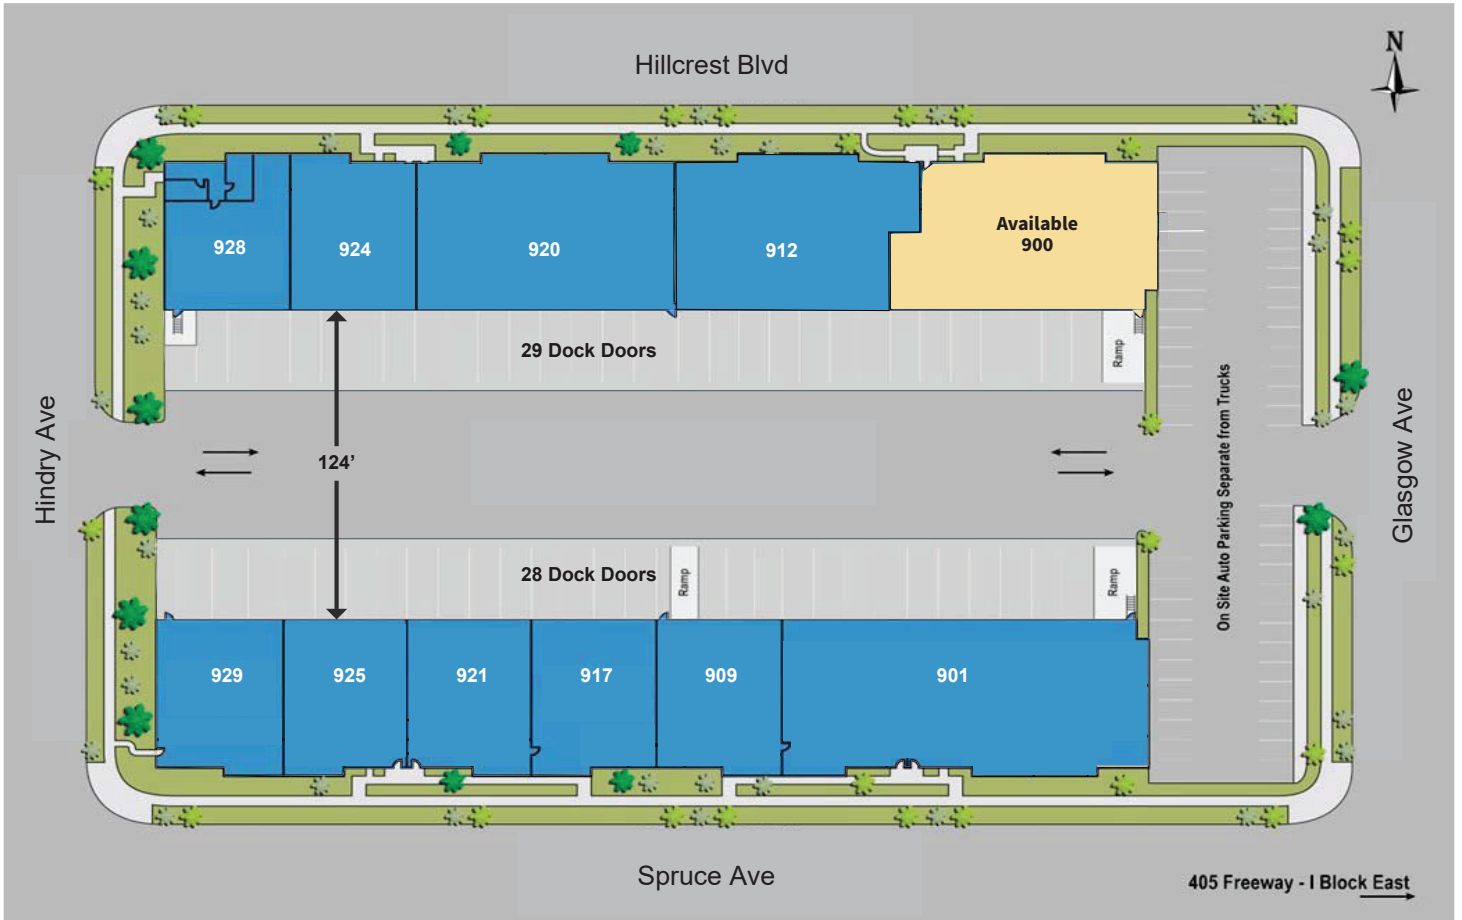 Hillcrest Blvd
N
Available
900
928
924
920
912
29 Dock Doors
Ramp
Hindry Ave
124’
On Site Auto Parking Separate from Trucks
Glasgow Ave
28 Dock Doors
Ramp
Ramp
929
925
921
917
909
901
Spruce Ave
405 Freeway - I Block East